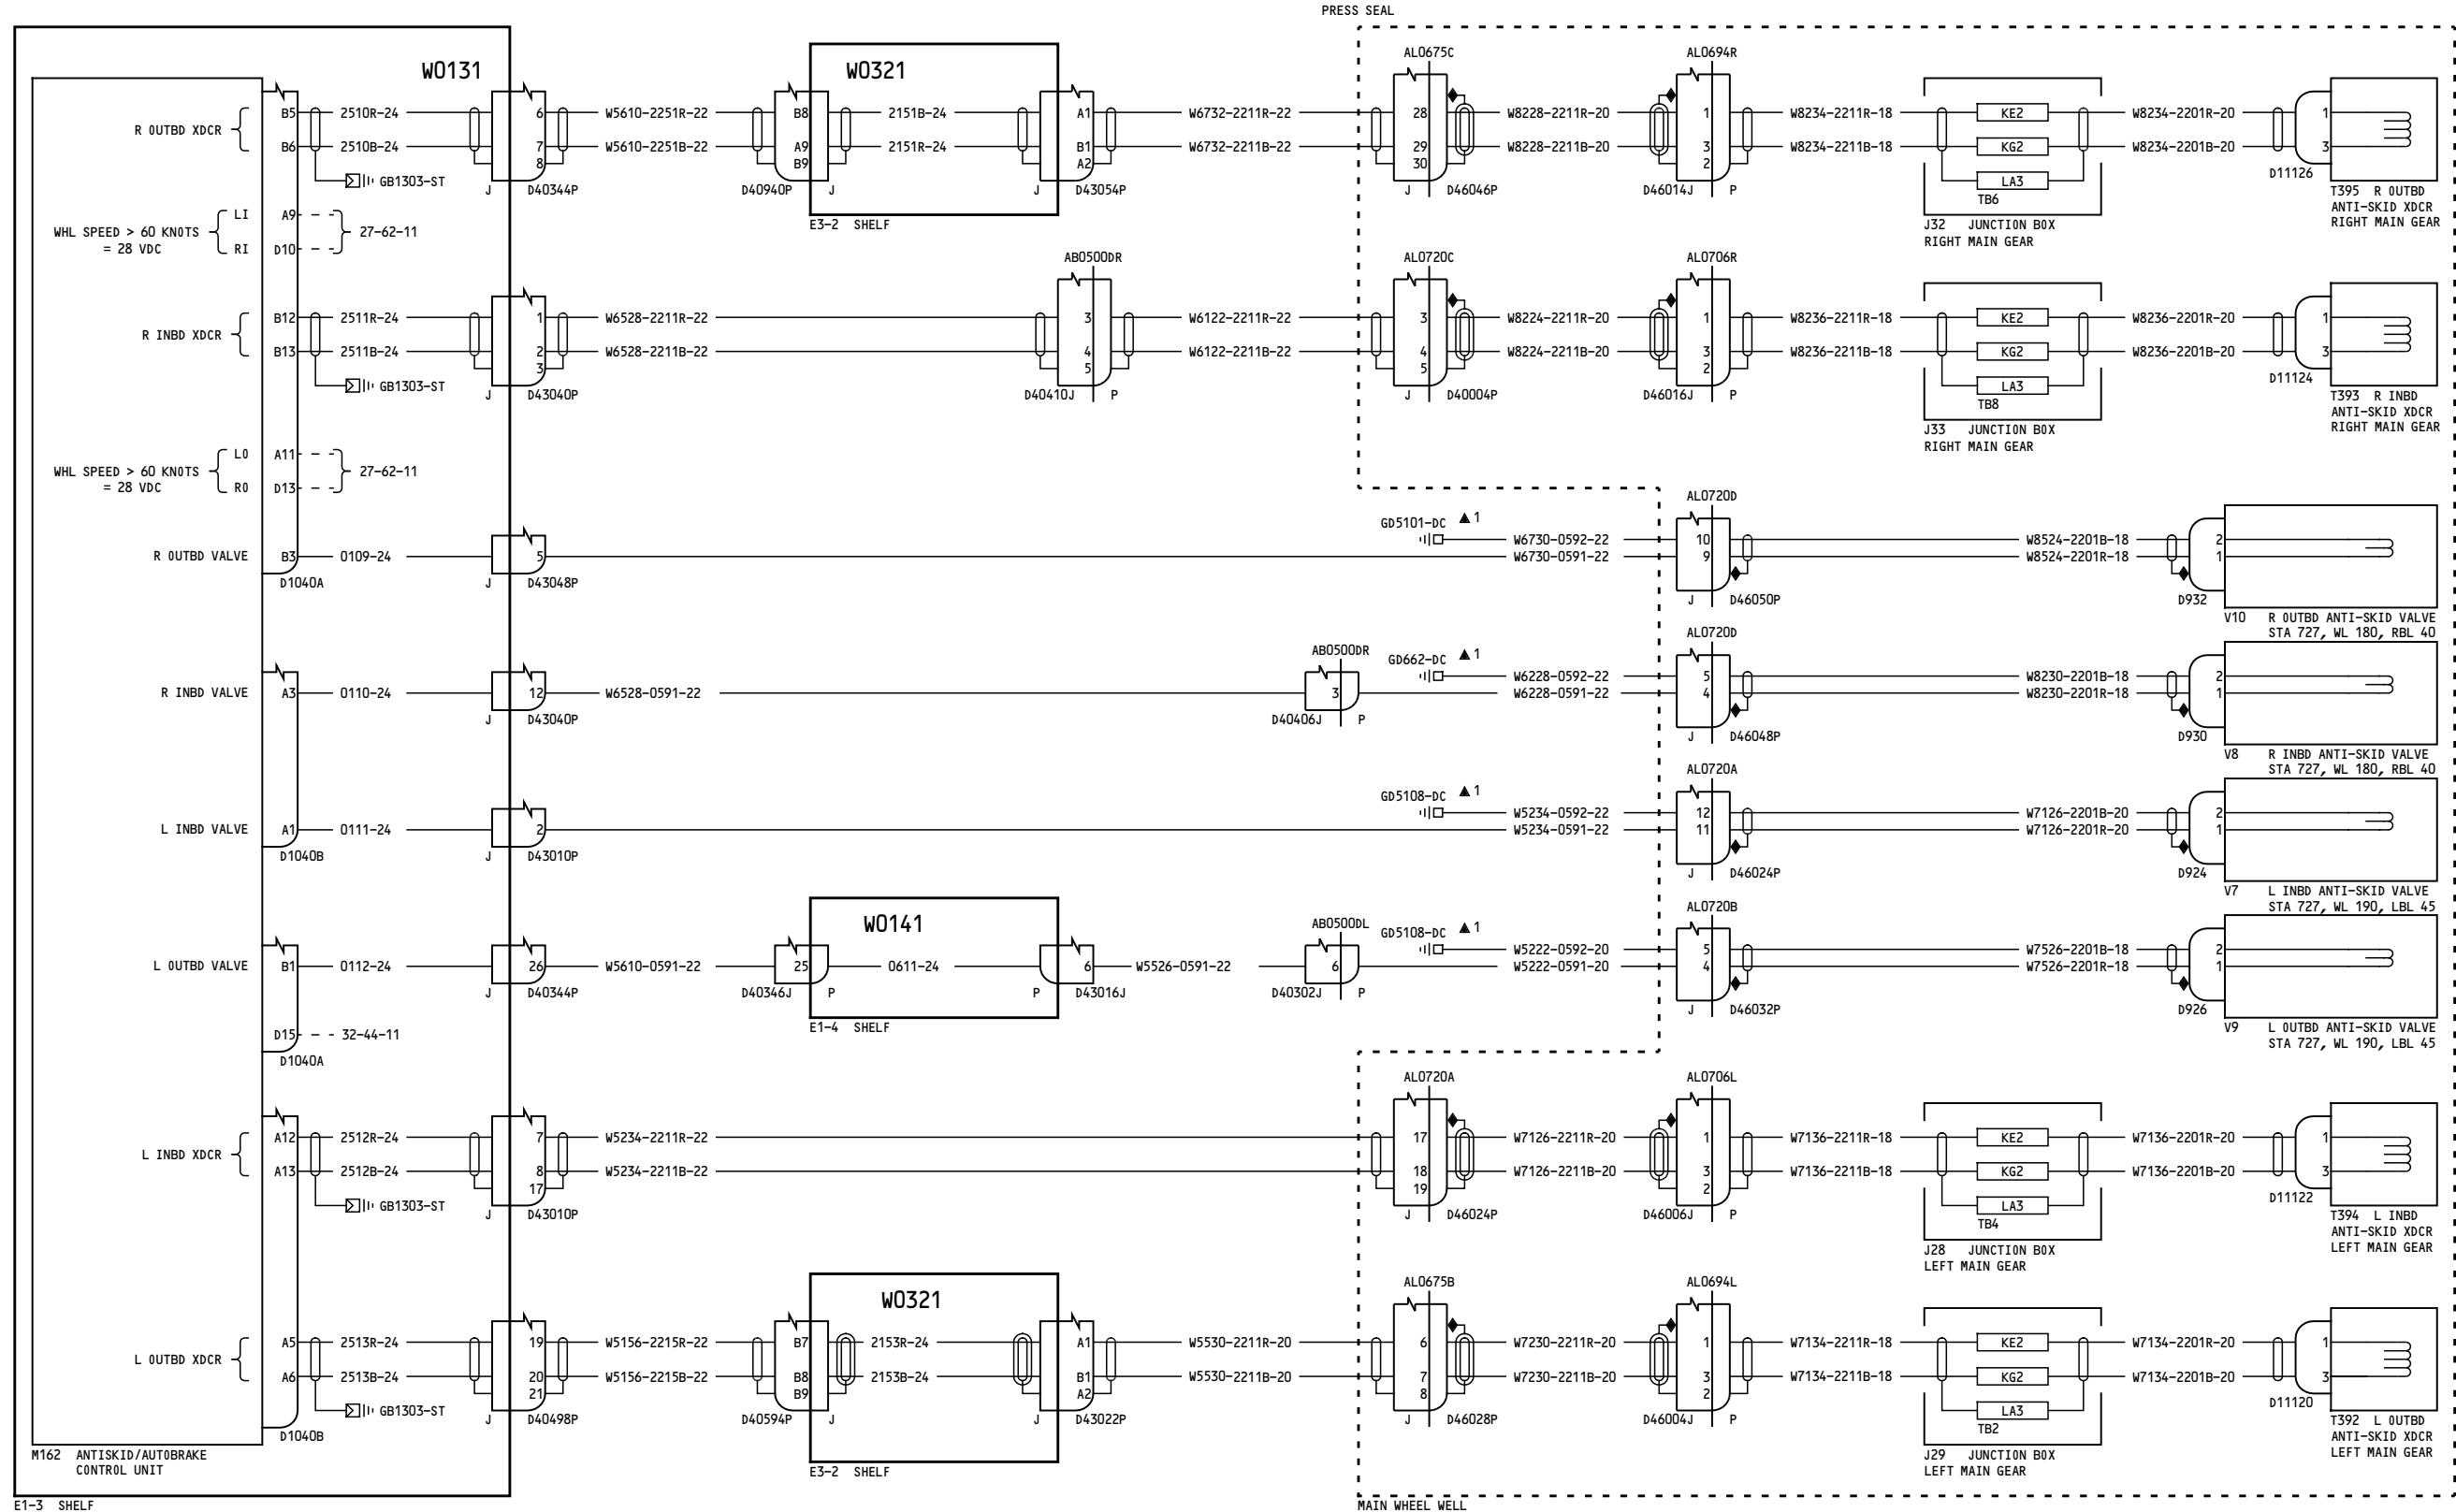 PRESS SEAL
W0131
W0321
AL0675C
AL0694R
R OUTBD XDCR
B5
2510R-24
6
W5610-2251R-22
B8
2151B-24
A1
W6732-2211R-22
28
W8228-2211R-20
1
W8234-2211R-18
KE2
W8234-2201R-20
1
B6
2510B-24
7
W5610-2251B-22
A9
2151R-24
B1
W6732-2211B-22
29
W8228-2211B-20
3
W8234-2211B-18
KG2
W8234-2201B-20
3
8
B9
A2
30
2
GB1303-ST
LA3
J
D40344P
D40940P
J
J
D43054P
J
D46046P
D46014J
P
TB6
D11126
E3-2 SHELF
J32 JUNCTION BOX
RIGHT MAIN GEAR
T395 R OUTBD
ANTI-SKID XDCR
RIGHT MAIN GEAR
WHL SPEED > 60 KNOTS
= 28 VDC
LI
RI
A9
D10
27-62-11
AB0500DR
AL0720C
AL0706R
R INBD XDCR
B12
2511R-24
1
W6528-2211R-22
3
W6122-2211R-22
3
W8224-2211R-20
1
W8236-2211R-18
KE2
W8236-2201R-20
1
B13
2511B-24
2
W6528-2211B-22
4
W6122-2211B-22
4
W8224-2211B-20
3
W8236-2211B-18
KG2
W8236-2201B-20
3
3
5
5
2
GB1303-ST
LA3
J
D43040P
D40410J
P
J
D40004P
D46016J
P
TB8
D11124
J33 JUNCTION BOX
RIGHT MAIN GEAR
T393 R INBD
ANTI-SKID XDCR
RIGHT MAIN GEAR
WHL SPEED > 60 KNOTS
= 28 VDC
LO
RO
A11
D13
27-62-11
AL0720D
GD5101-DC
1
W6730-0592-22
10
W8524-2201B-18
2
R OUTBD VALVE
B3
0109-24
5
W6730-0591-22
9
W8524-2201R-18
1
D1040A
J
D43048P
J
D46050P
D932
V10 R OUTBD ANTI-SKID VALVE
STA 727, WL 180, RBL 40
AB0500DR
AL0720D
GD662-DC
1
W6228-0592-22
5
W8230-2201B-18
2
R INBD VALVE
A3
0110-24
12
W6528-0591-22
3
W6228-0591-22
4
W8230-2201R-18
1
J
D43040P
D40406J
P
J
D46048P
D930
V8 R INBD ANTI-SKID VALVE
STA 727, WL 180, RBL 40
AL0720A
GD5108-DC
1
W5234-0592-22
12
W7126-2201B-20
2
L INBD VALVE
A1
0111-24
2
W5234-0591-22
11
W7126-2201R-20
1
D1040B
J
D43010P
J
D46024P
D924
V7 L INBD ANTI-SKID VALVE
STA 727, WL 190, LBL 45
W0141
AB0500DL
AL0720B
GD5108-DC
1
W5222-0592-20
5
W7526-2201B-18
2
L OUTBD VALVE
B1
0112-24
26
W5610-0591-22
25
0611-24
6
W5526-0591-22
6
W5222-0591-20
4
W7526-2201R-18
1
J
D40344P
D40346J
P
P
D43016J
D40302J
P
J
D46032P
D926
E1-4 SHELF
V9 L OUTBD ANTI-SKID VALVE
STA 727, WL 190, LBL 45
D15
32-44-11
D1040A
AL0720A
AL0706L
L INBD XDCR
A12
2512R-24
7
W5234-2211R-22
17
W7126-2211R-20
1
W7136-2211R-18
KE2
W7136-2201R-20
1
A13
2512B-24
8
W5234-2211B-22
18
W7126-2211B-20
3
W7136-2211B-18
KG2
W7136-2201B-20
3
17
19
2
GB1303-ST
LA3
J
D43010P
J
D46024P
D46006J
P
TB4
D11122
J28 JUNCTION BOX
LEFT MAIN GEAR
T394 L INBD
ANTI-SKID XDCR
LEFT MAIN GEAR
W0321
AL0675B
AL0694L
L OUTBD XDCR
A5
2513R-24
19
W5156-2215R-22
B7
2153R-24
A1
W5530-2211R-20
6
W7230-2211R-20
1
W7134-2211R-18
KE2
W7134-2201R-20
1
A6
2513B-24
20
W5156-2215B-22
B8
2153B-24
B1
W5530-2211B-20
7
W7230-2211B-20
3
W7134-2211B-18
KG2
W7134-2201B-20
3
21
B9
A2
8
2
GB1303-ST
LA3
D1040B
J
D40498P
D40594P
J
J
D43022P
J
D46028P
D46004J
P
TB2
D11120
M162 ANTISKID/AUTOBRAKE
CONTROL UNIT
E3-2 SHELF
J29 JUNCTION BOX
LEFT MAIN GEAR
T392 L OUTBD
ANTI-SKID XDCR
LEFT MAIN GEAR
E1-3 SHELF
MAIN WHEEL WELL